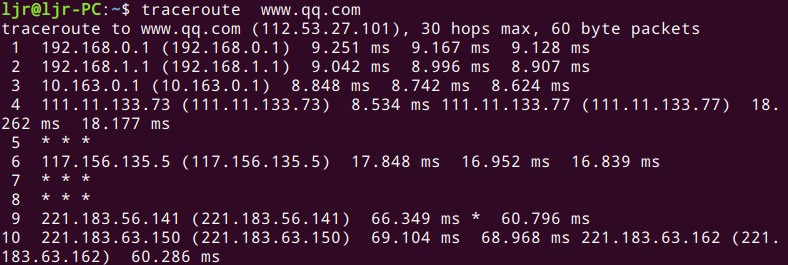 ljr@ljr-PC:~$ traceroute  www.qq.com
traceroute to www.qq.com (112.53.27.101), 30 hops max, 60 byte packets
 1  192.168.0.1 (192.168.0.1)  9.251 ms  9.167 ms  9.128 ms
 2  192.168.1.1 (192.168.1.1)  9.042 ms  8.996 ms  8.907 ms
 3  10.163.0.1 (10.163.0.1)  8.848 ms  8.742 ms  8.624 ms
 4  111.11.133.73 (111.11.133.73)  8.534 ms 111.11.133.77 (111.11.133.77)  18.
262 ms  18.177 ms
 5  * * *
 6  117.156.135.5 (117.156.135.5)  17.848 ms  16.952 ms  16.839 ms
 7  * * *
 8  * * *
 9  221.183.56.141 (221.183.56.141)  66.349 ms *  60.796 ms
10  221.183.63.150 (221.183.63.150)  69.104 ms  68.968 ms 221.183.63.162 (221.
183.63.162)  60.286 ms